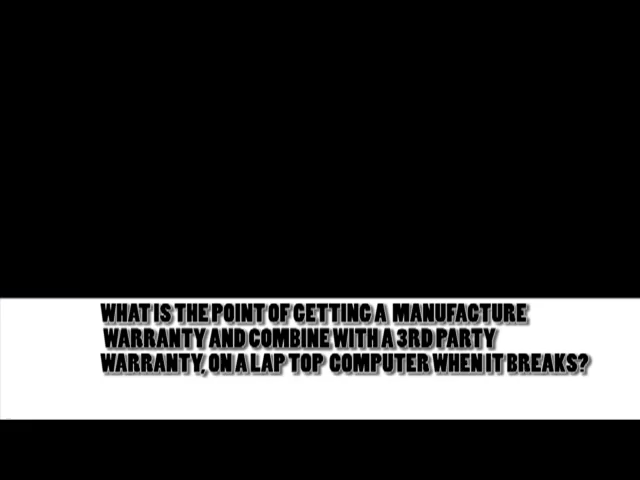 WHAT IS THE POINT OF GETTING A MANUFACTURE
WARRANTY AND COMBINE WITH A 3RD PARTY
WARRANTY, ON A LAP TOP COMPUTER WHEN IT BREAKS?